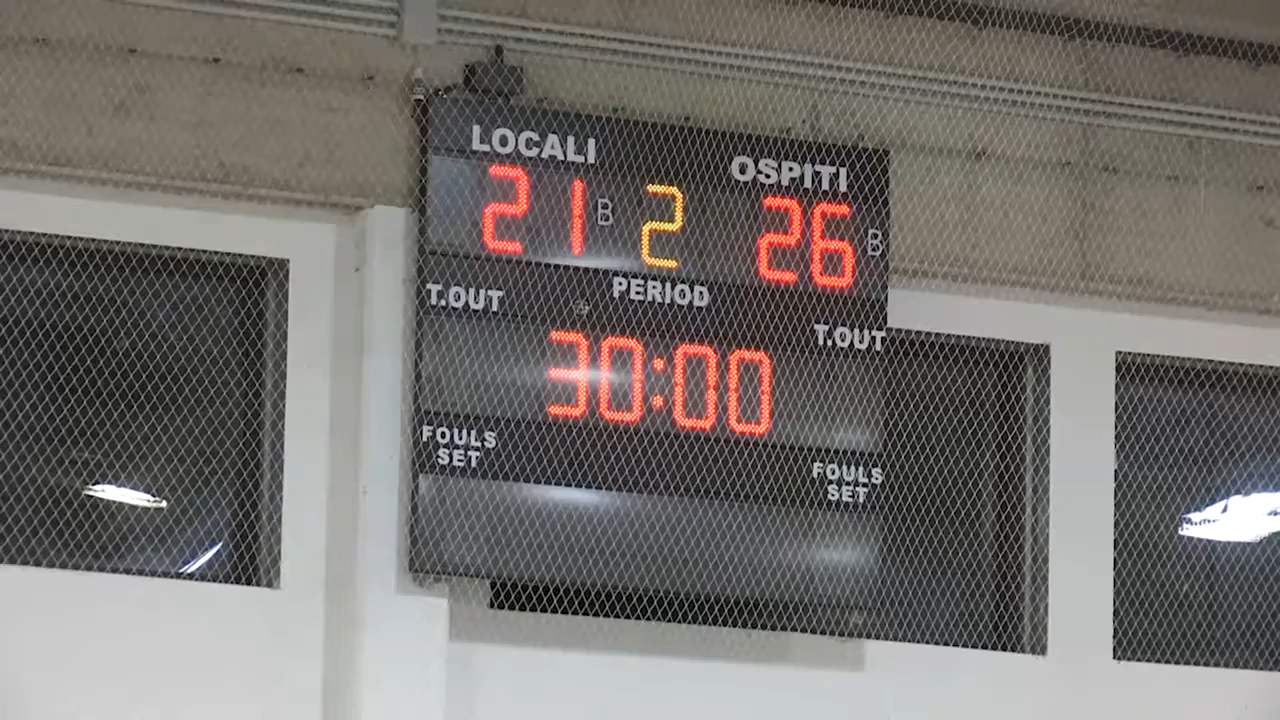 LOCALI OSPITI
21 B 2 26 B
T.OUT PERIOD T.OUT
30:00
FOULS SET FOULS SET